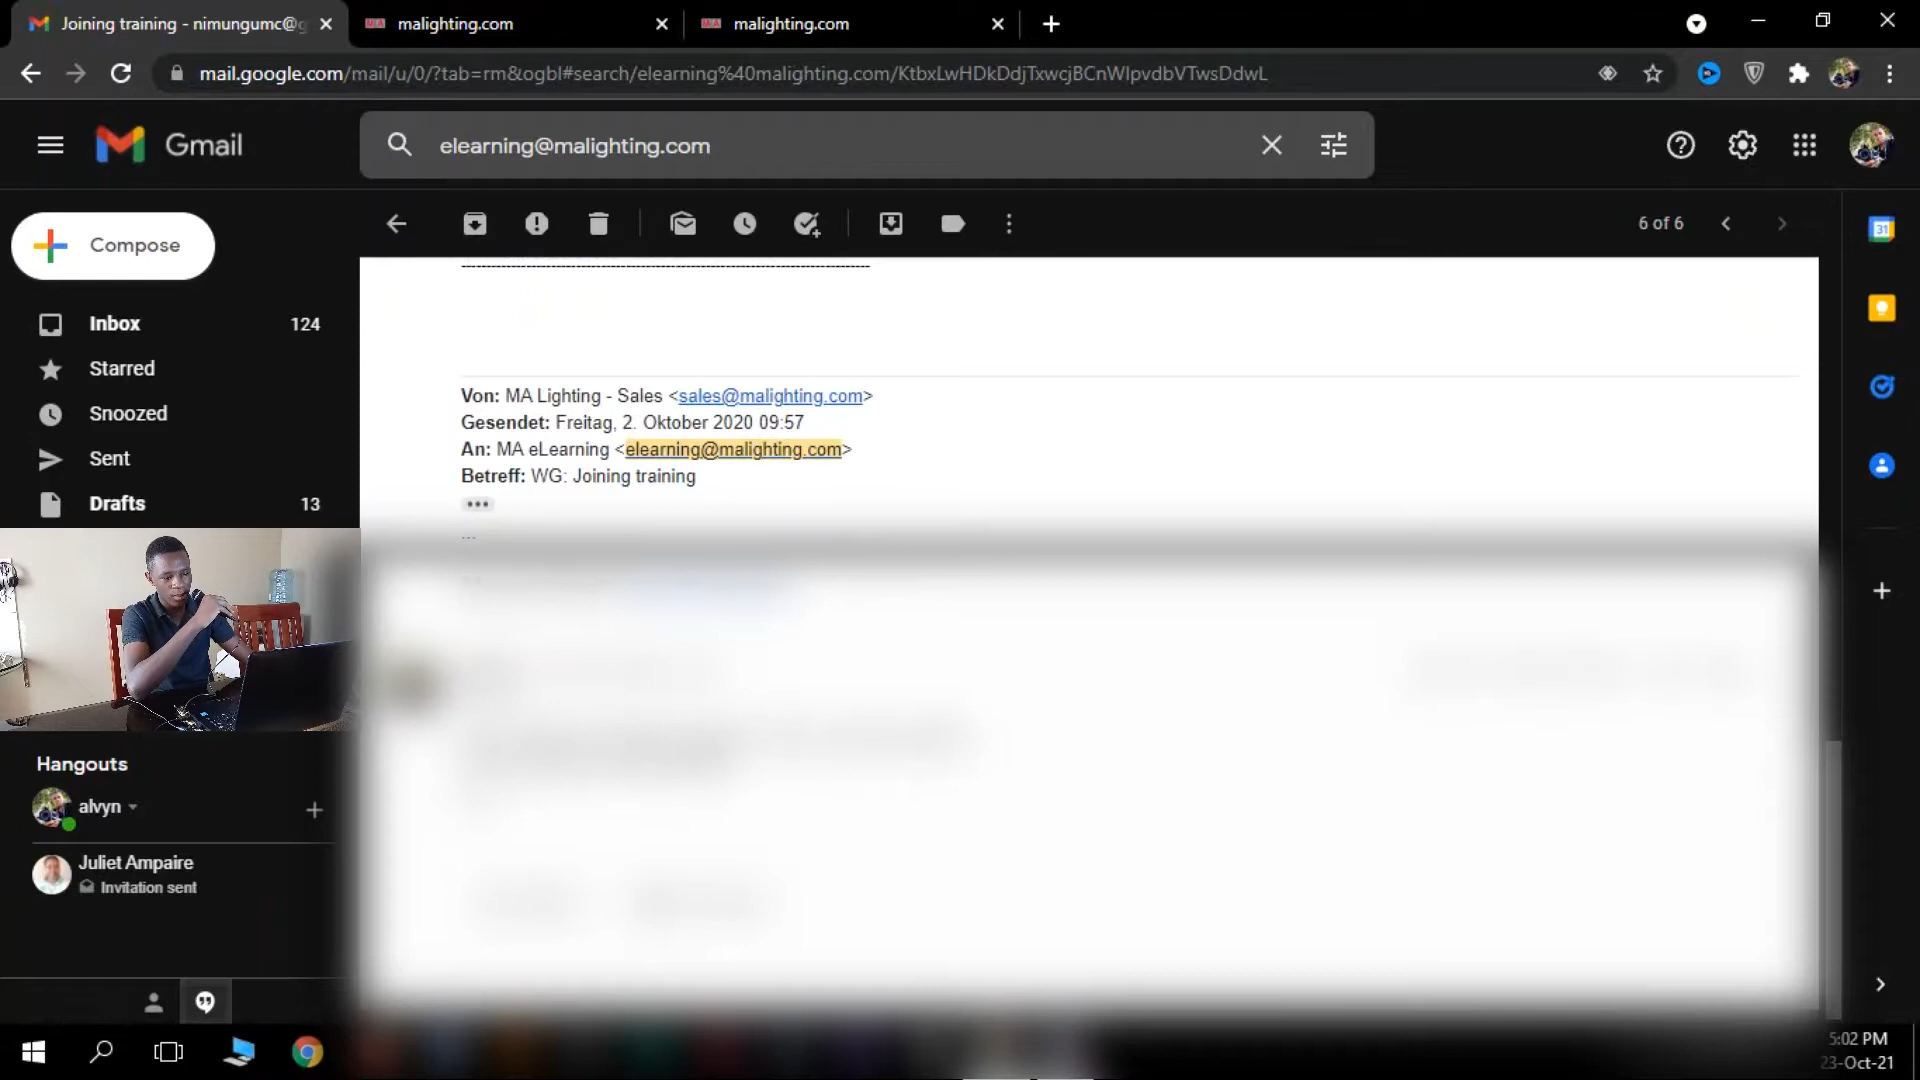 Joining training - nimungumc@g
malighting.com
malighting.com
mail.google.com/mail/u/0/?tab=rm&ogbl#search/elearning%40malighting.com/KtbxLwHDkDdjTxwcjBCnWlpvdbVTwsDdwL
Gmail
elearning@malighting.com
Compose
6 of 6
31
Inbox 124
Starred
Snoozed
Sent
Drafts 13
--------------------------------------------------------------------------------
Von: MA Lighting - Sales <sales@malighting.com>
Gesendet: Freitag, 2. Oktober 2020 09:57
An: MA eLearning <elearning@malighting.com>
Betreff: WG: Joining training
•••
...
Hangouts
alvyn
Juliet Ampaire
Invitation sent
5:02 PM
23-Oct-21